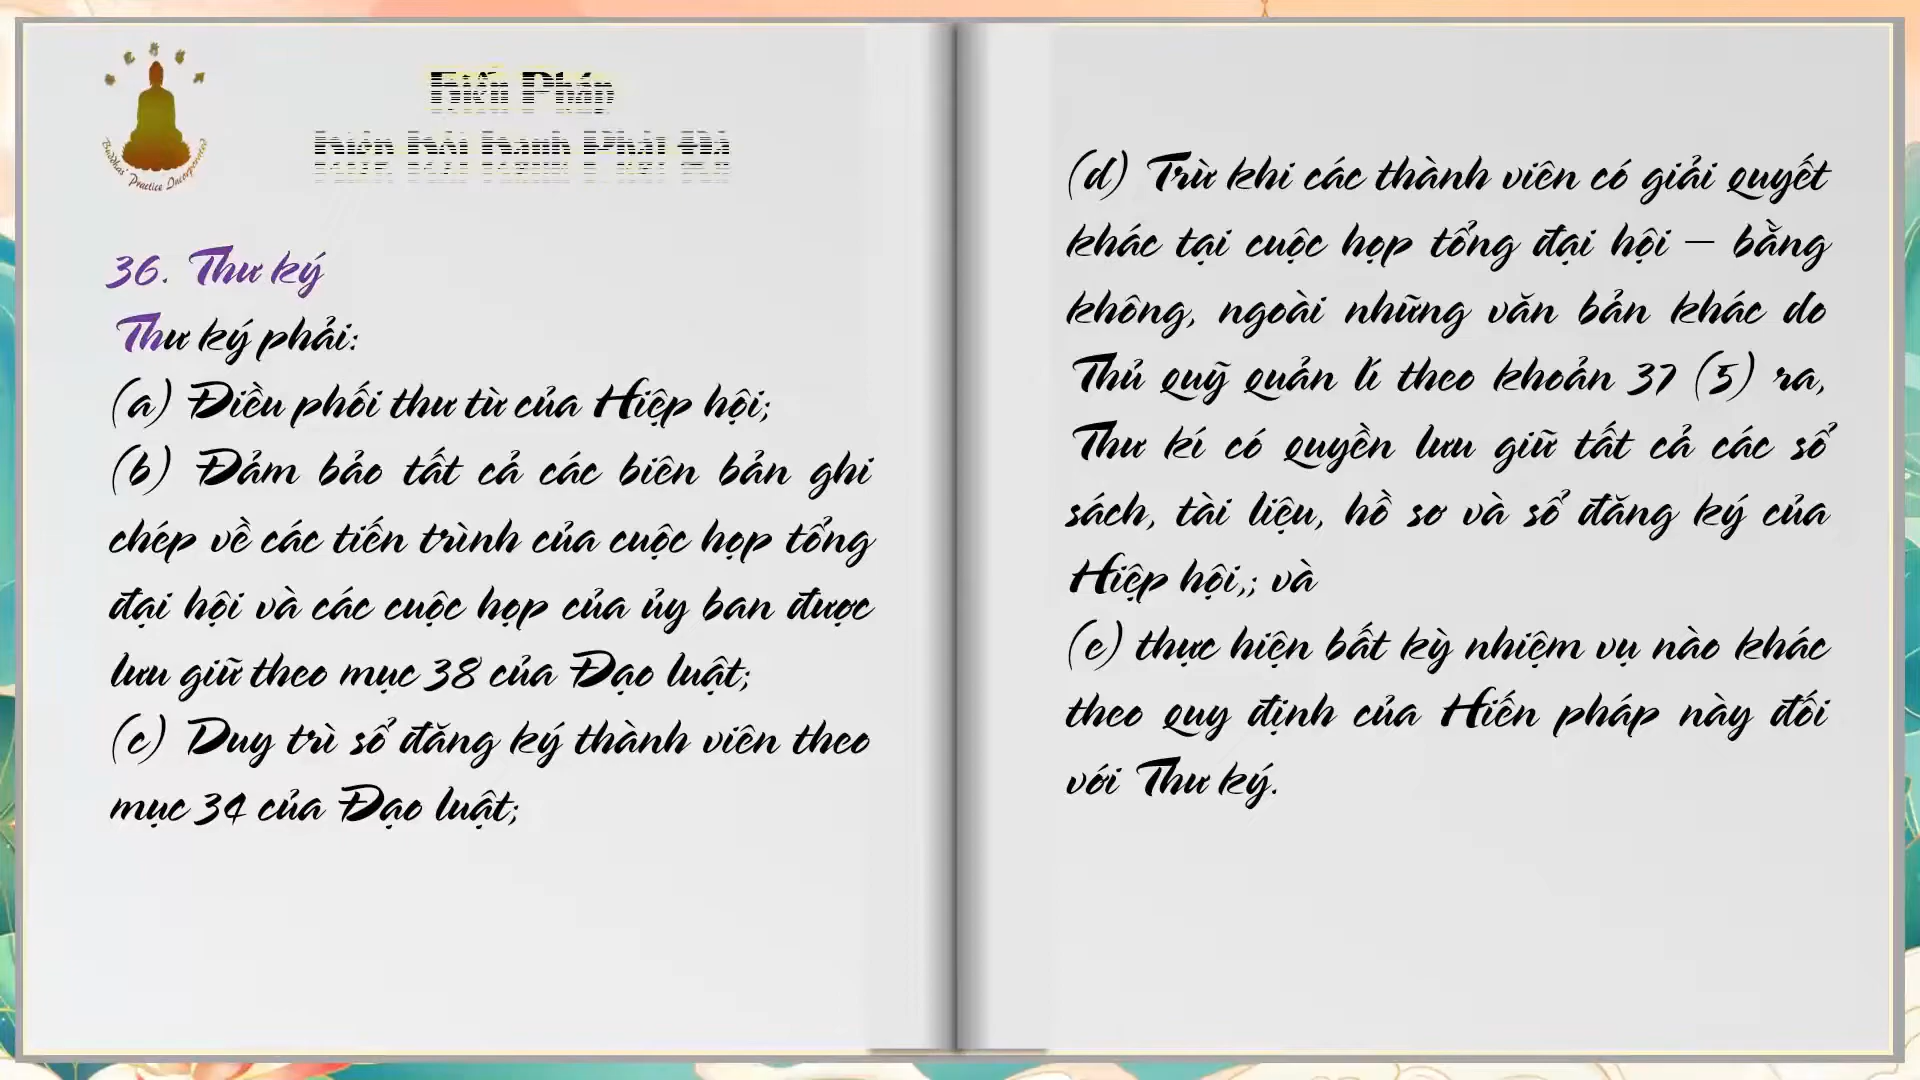 Buddhas' Practice Incorporated
Hiến Pháp
36. Thư ký
Thư ký phải:
(a) Điều phối thư từ của Hiệp hội;
(b) Đảm bảo tất cả các biên bản ghi
chép về các tiến trình của cuộc họp tổng
đại hội và các cuộc họp của ủy ban được
lưu giữ theo mục 38 của Đạo luật;
(c) Duy trì sổ đăng ký thành viên theo
mục 34 của Đạo luật;
(d) Trừ khi các thành viên có giải quyết
khác tại cuộc họp tổng đại hội – bằng
không, ngoài những văn bản khác do
Thủ quỹ quản lí theo khoản 37 (5) ra,
Thư kí có quyền lưu giữ tất cả các sổ
sách, tài liệu, hồ sơ và sổ đăng ký của
Hiệp hội,; và
(e) thực hiện bất kỳ nhiệm vụ nào khác
theo quy định của Hiến pháp này đối
với Thư ký.